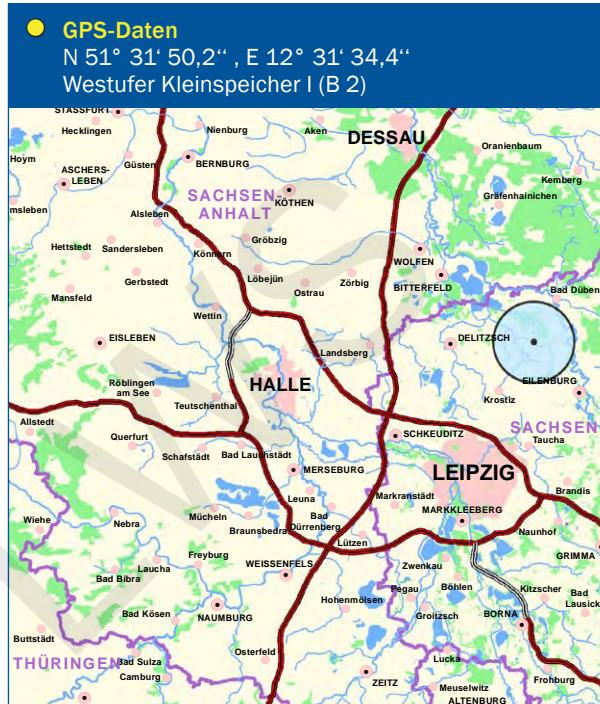 GPS-Daten
N 51° 31‘ 50,2‘‘ , E 12° 31‘ 34,4‘‘
Westufer Kleinspeicher I (B 2)
STASSFURT
Hecklingen
Nienburg
Aken
DESSAU
Oranienbaum
Hoym
Güsten
BERNBURG
ASCHERS-
LEBEN
Kemberg
SACHSEN-
ANHALT
KÖTHEN
Gräfenhainichen
msleben
Alsleben
Hettstedt
Sandersleben
Könnern
Gröbzig
WOLFEN
Gerbstedt
Löbejün
Zörbig
BITTERFELD
Mansfeld
Ostrau
Bad Düben
Wettin
EISLEBEN
Landsberg
DELITZSCH
Röblingen
am See
HALLE
EILENBURG
Teutschenthal
Krostiz
Allstedt
SACHSEN
Querfurt
SCHKEUDITZ
Taucha
Schafstädt
Bad Lauchstädt
MERSEBURG
LEIPZIG
Leuna
Markranstädt
Brandis
Wiehe
Nebra
Mücheln
Bad
Dürrenberg
MARKKLEEBERG
Braunsbedra
Lützen
Naunhof
Freyburg
GRIMMA
Laucha
WEISSENFELS
Zwenkau
Bad Bibra
Pegau
Böhlen
Kitzscher
Bad
Lausick
Hohenmölsen
NAUMBURG
Groitzsch
BORNA
Bad Kösen
Buttstädt
Osterfeld
Lucka
THÜRINGEN
Bad Sulza
Camburg
ZEITZ
Frohburg
Meuselwitz
ALTENBURG